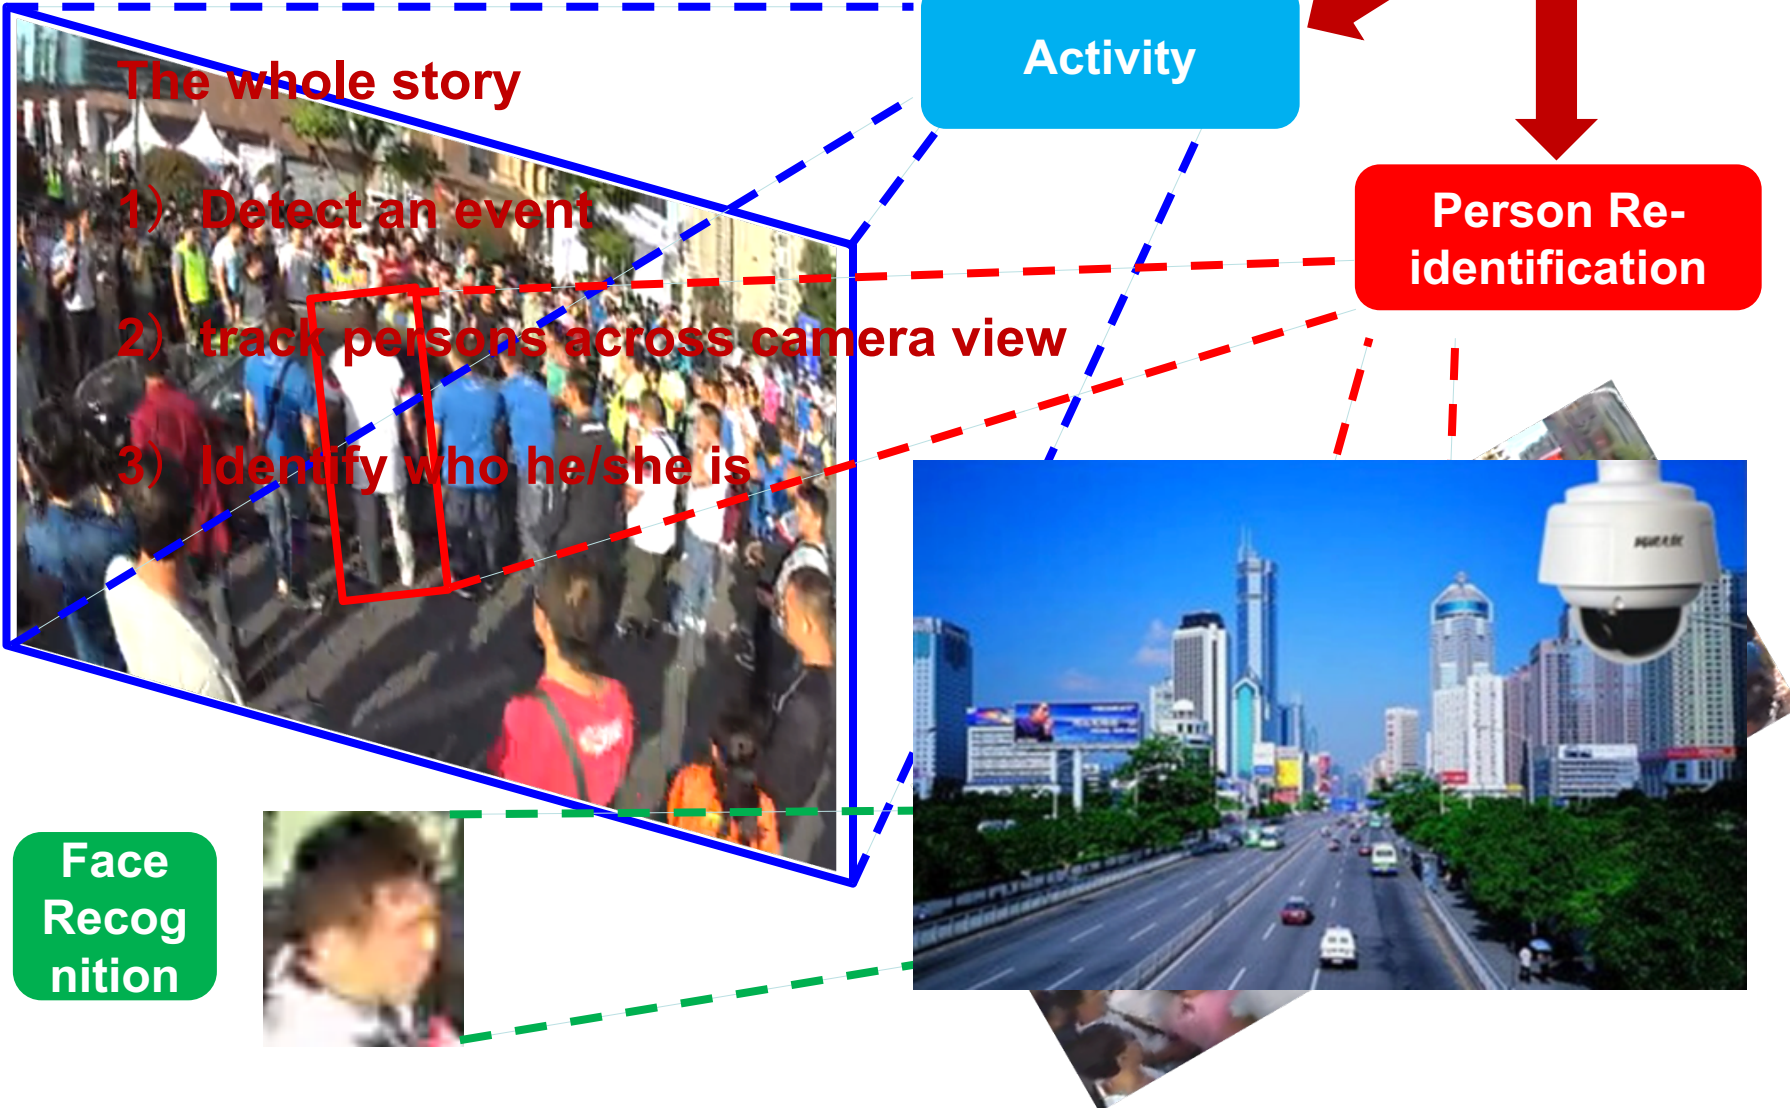 Activity
The whole story
1） Detect an event
Person Re-
identification
2） track persons across camera view
3） Identify who he/she is
Face
Recog
nition